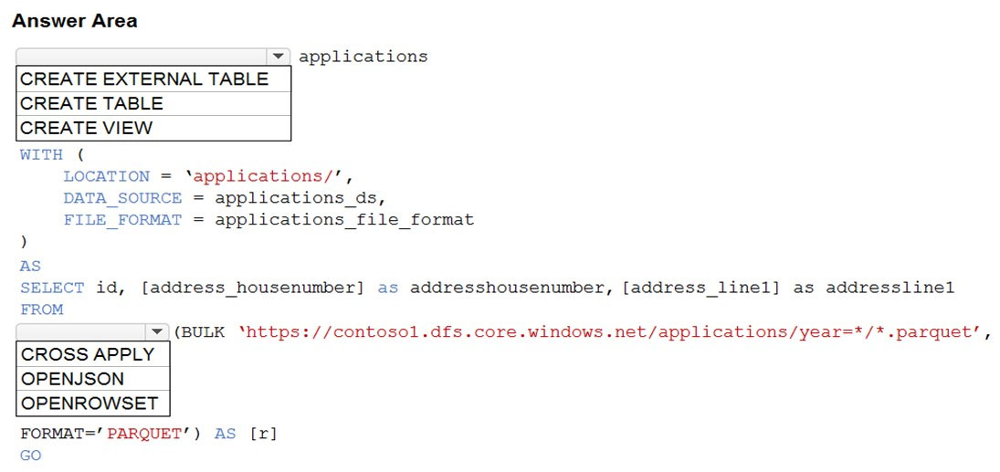 Answer Area
applications
CREATE EXTERNAL TABLE
CREATE TABLE
CREATE VIEW
WITH (
LOCATION = ‘applications/’,
DATA_SOURCE = applications_ds,
FILE_FORMAT = applications_file_format
)
AS
SELECT id, [address_housenumber] as addresshousenumber, [address_line1] as addressline1
FROM
(BULK ‘https://contoso1.dfs.core.windows.net/applications/year=*/*.parquet’,
CROSS APPLY
OPENJSON
OPENROWSET
FORMAT=’PARQUET’) AS [r]
GO